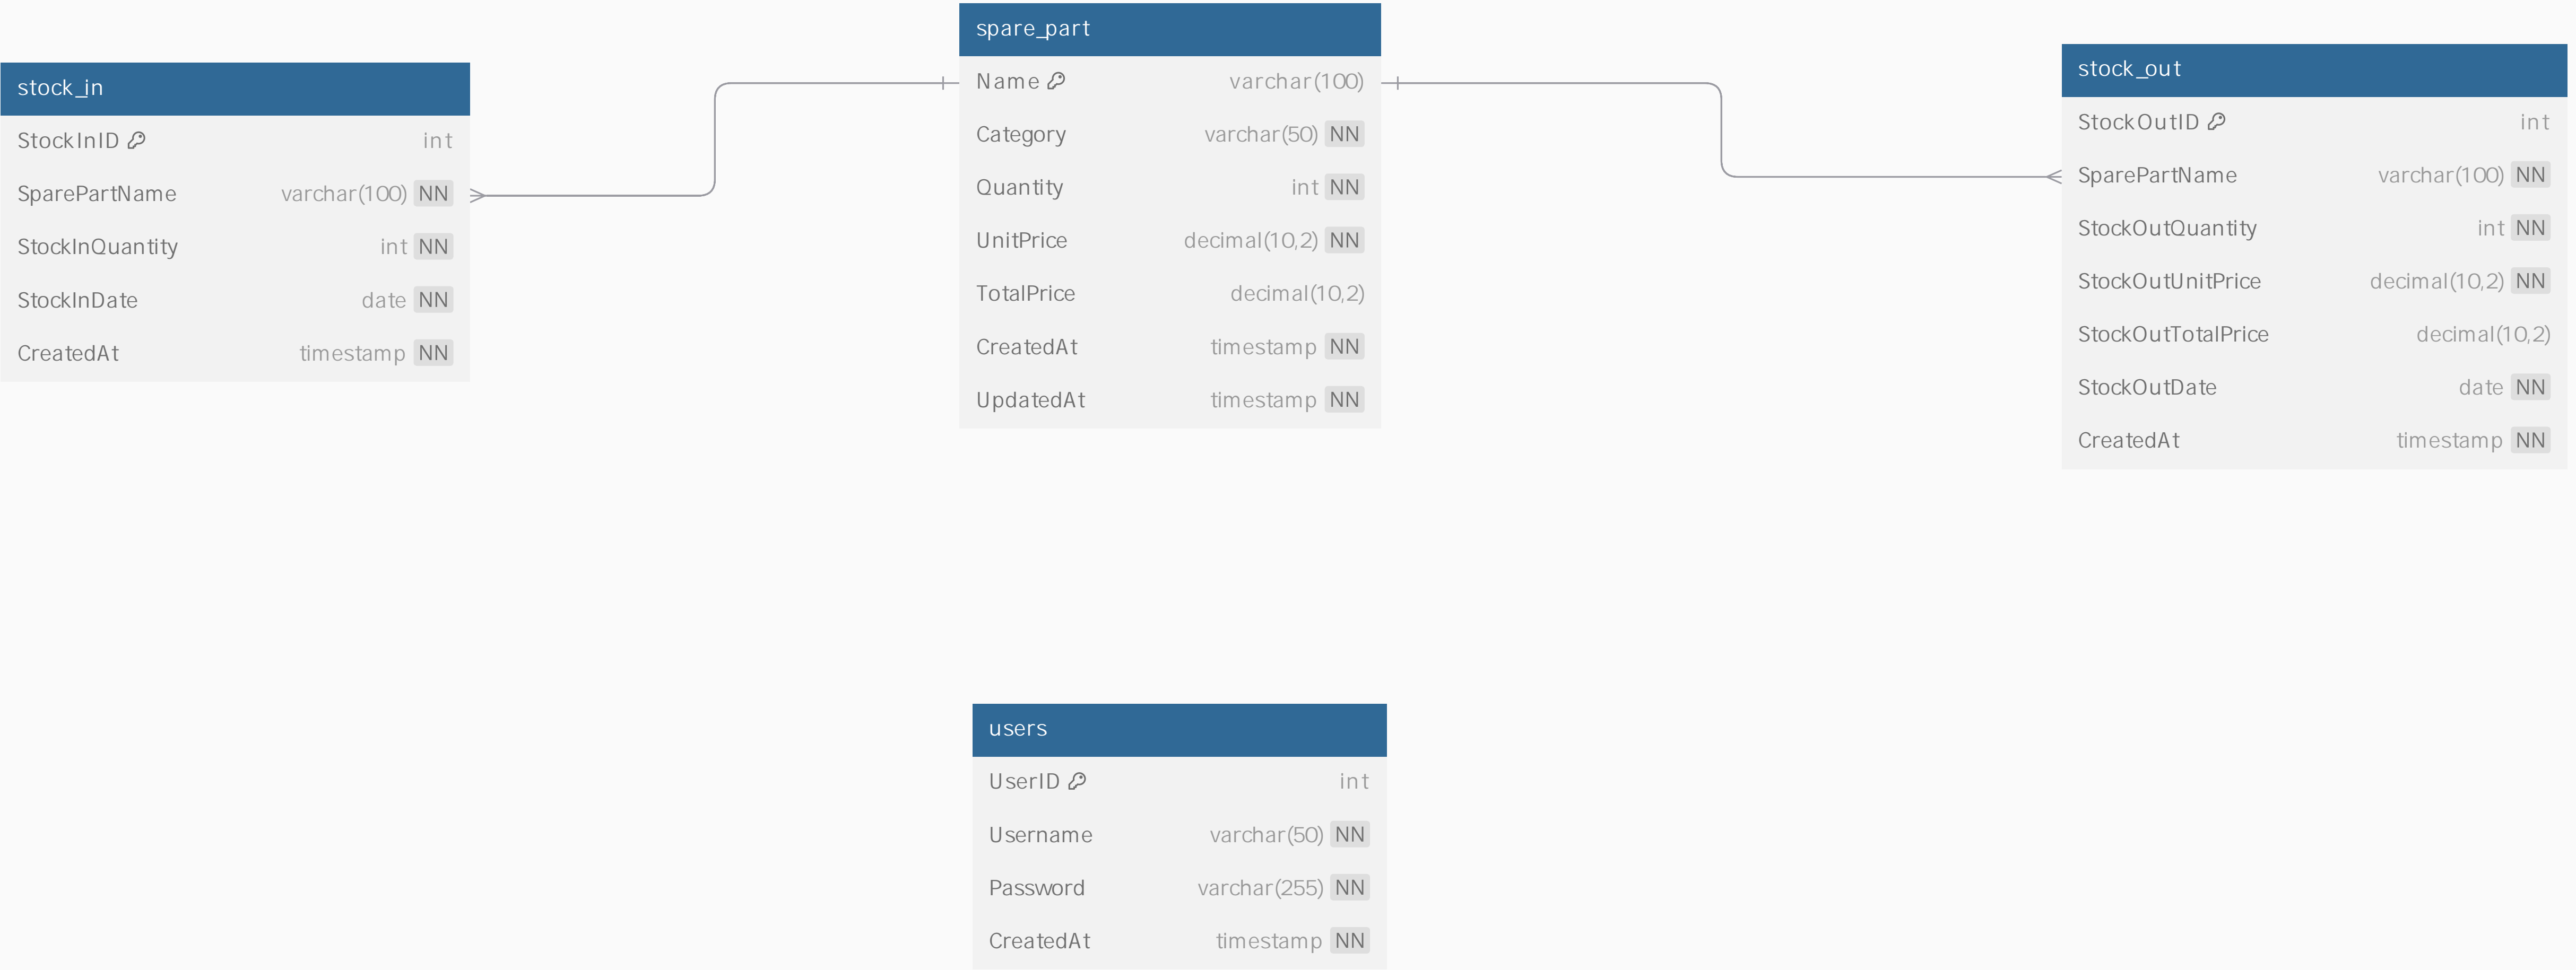 stock_in
StockInID int
SparePartName varchar(100) NN
StockInQuantity int NN
StockInDate date NN
CreatedAt timestamp NN
spare_part
Name varchar(100)
Category varchar(50) NN
Quantity int NN
UnitPrice decimal(10,2) NN
TotalPrice decimal(10,2)
CreatedAt timestamp NN
UpdatedAt timestamp NN
stock_out
StockOutID int
SparePartName varchar(100) NN
StockOutQuantity int NN
StockOutUnitPrice decimal(10,2) NN
StockOutTotalPrice decimal(10,2)
StockOutDate date NN
CreatedAt timestamp NN
users
UserID int
Username varchar(50) NN
Password varchar(255) NN
CreatedAt timestamp NN